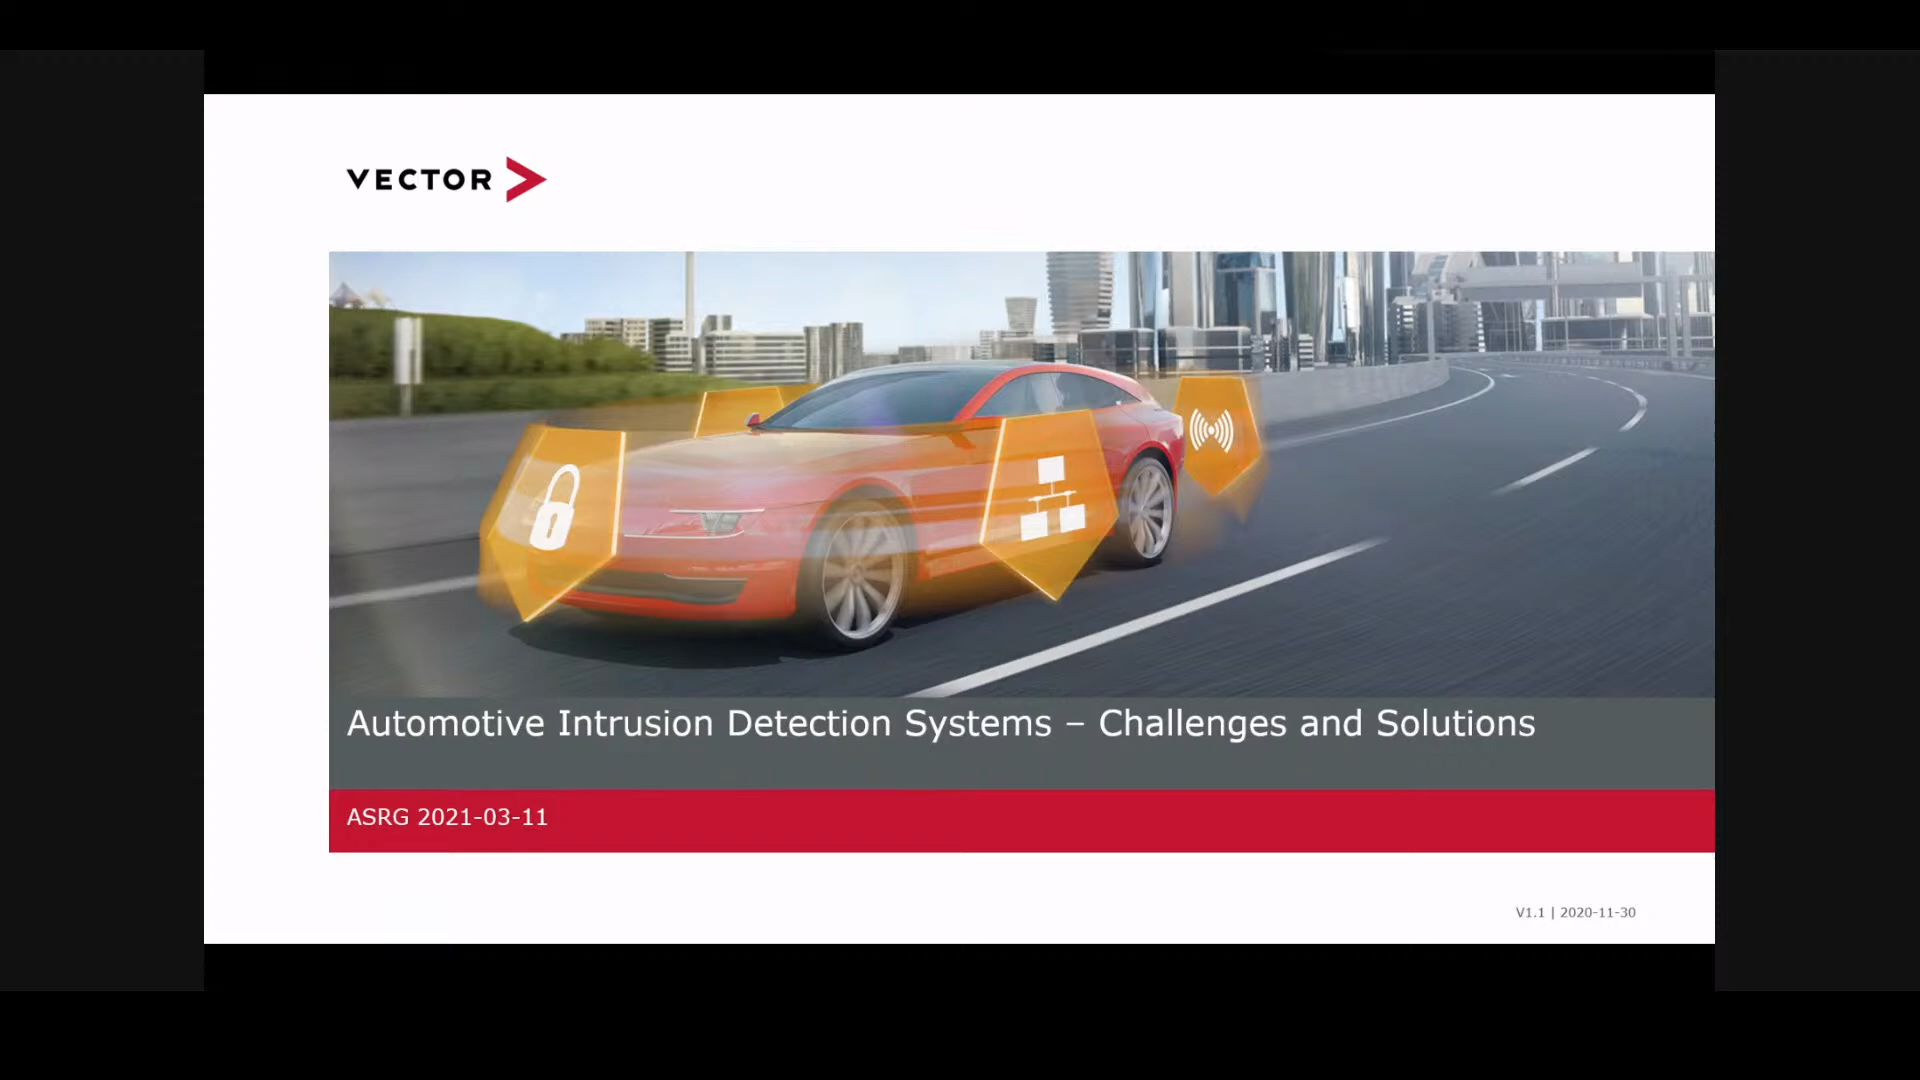 VECTOR
Automotive Intrusion Detection Systems – Challenges and Solutions
ASRG 2021-03-11
V1.1 | 2020-11-30